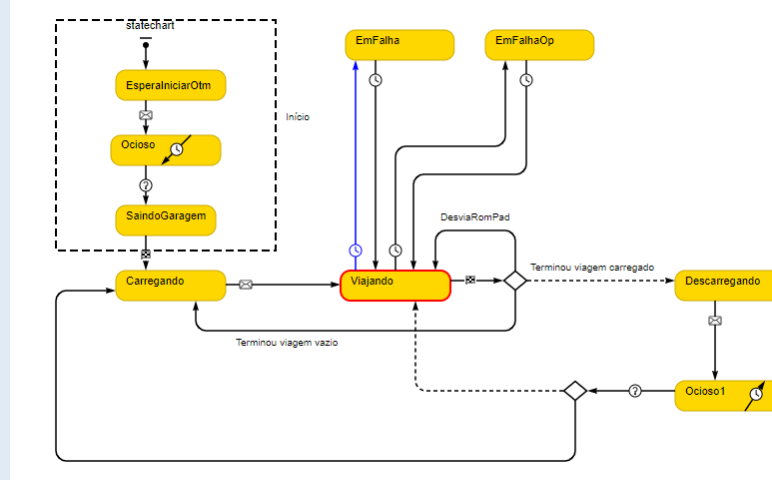 statechart
EmFalha
EmFalhaOp
EsperaIniciarOtm
Início
Ocioso
SaindoGaragem
DesviaRomPad
Terminou viagem carregado
Carregando
Viajando
Descarregando
Terminou viagem vazio
Ocioso1